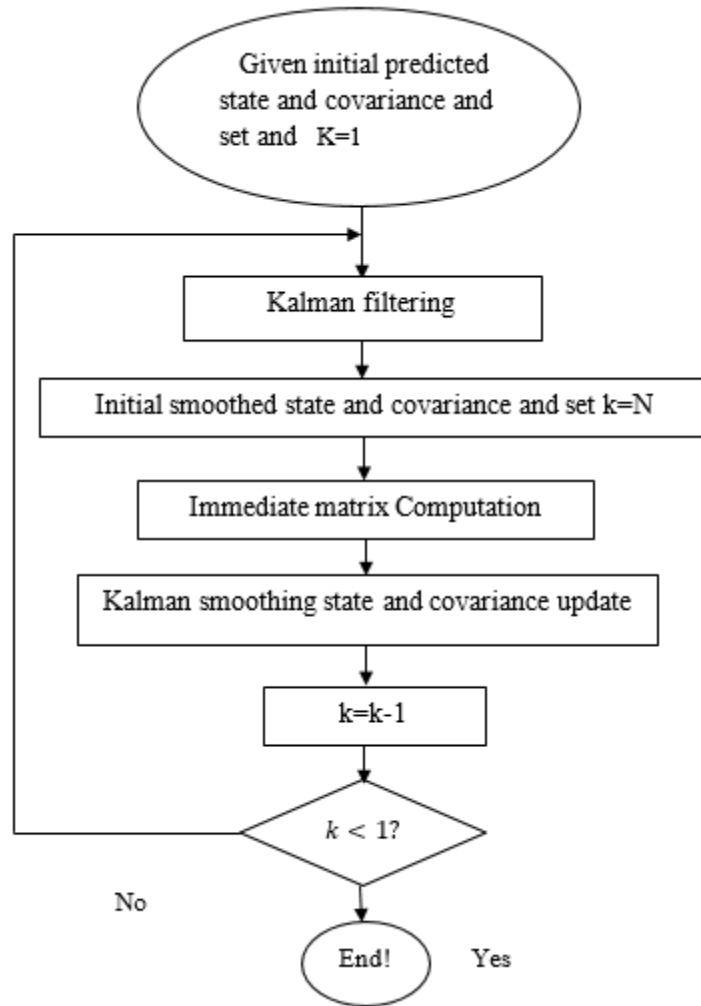 Given initial predicted
state and covariance and
set and K=1
Kalman filtering
Initial smoothed state and covariance and set k=N
Immediate matrix Computation
Kalman smoothing state and covariance update
k=k-1
k < 1?
No
End!
Yes